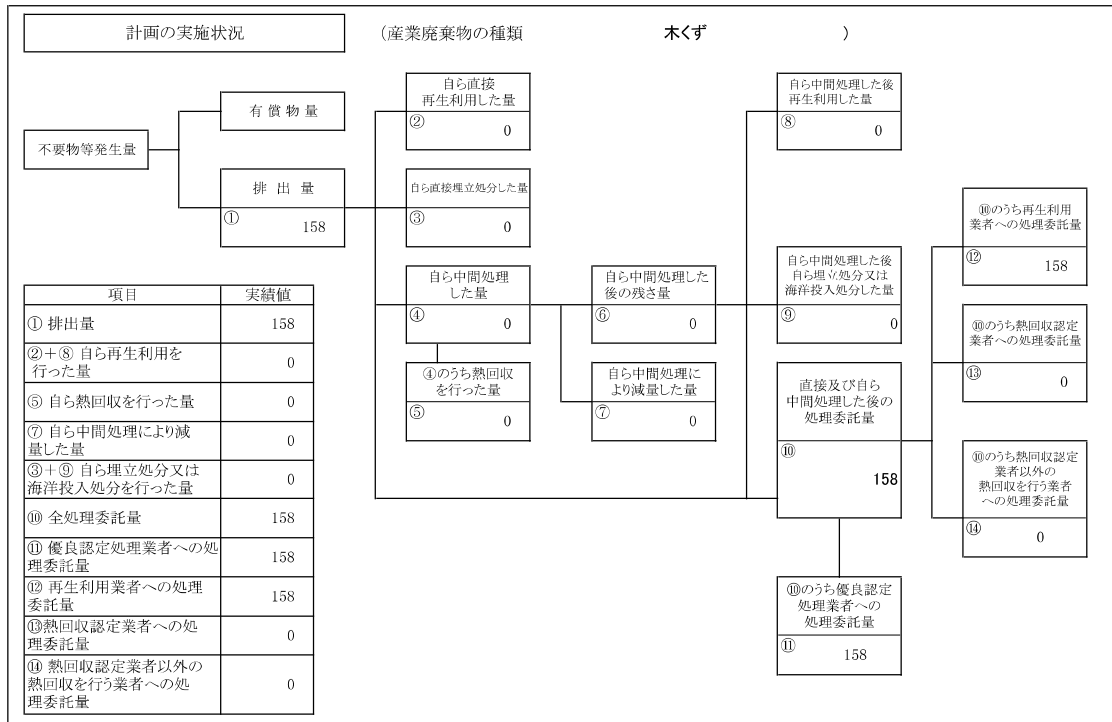 計画の実施状況
（産業廃棄物の種類　木くず　）
不要物等発生量
有 償 物 量
排 出 量
① 158
自ら直接
再生利用した量
② 0
自ら直接埋立処分した量
③ 0
自ら中間処理
した量
④ 0
④のうち熱回収
を行った量
⑤ 0
自ら中間処理した
後の残さ量
⑥ 0
自ら中間処理に
より減量した量
⑦ 0
自ら中間処理した後
再生利用した量
⑧ 0
自ら中間処理した後
自ら埋立処分又は
海洋投入処分した量
⑨ 0
直接及び自ら
中間処理した後の
処理委託量
⑩
158
⑩のうち優良認定
処理業者への
処理委託量
⑪ 158
⑩のうち再生利用
業者への処理委託量
⑫ 158
⑩のうち熱回収認定
業者への処理委託量
⑬ 0
⑩のうち熱回収認定
業者以外の
熱回収を行う業者
への処理委託量
⑭ 0
項目 実績値
① 排出量 158
②＋⑧ 自ら再生利用を
行った量 0
⑤ 自ら熱回収を行った量 0
⑦ 自ら中間処理により減
量した量 0
③＋⑨ 自ら埋立処分又は
海洋投入処分を行った量 0
⑩ 全処理委託量 158
⑪ 優良認定処理業者への処
理委託量 158
⑫ 再生利用業者への処理
委託量 158
⑬熱回収認定業者への処
理委託量 0
⑭ 熱回収認定業者以外の
熱回収を行う業者への処
理委託量 0